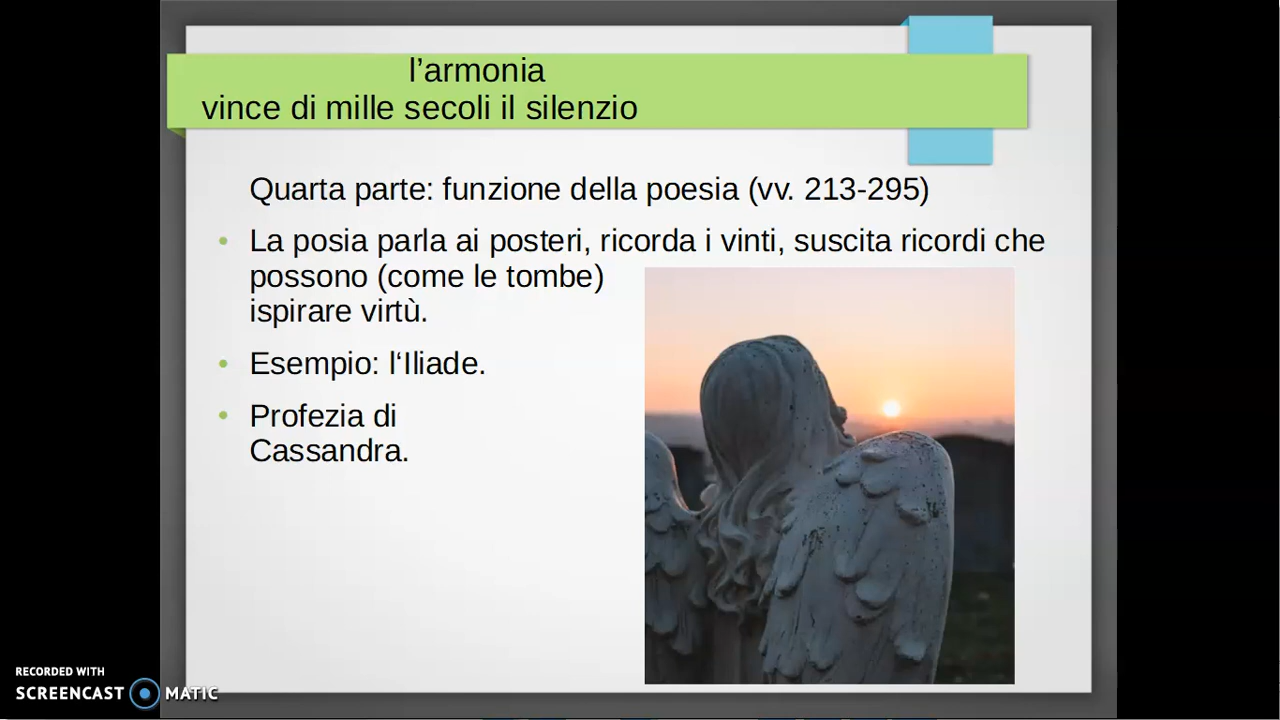 l’armonia
vince di mille secoli il silenzio
Quarta parte: funzione della poesia (vv. 213-295)
• La posia parla ai posteri, ricorda i vinti, suscita ricordi che
possono (come le tombe)
ispirare virtù.
• Esempio: l‘Iliade.
• Profezia di
Cassandra.
RECORDED WITH
SCREENCAST MATIC